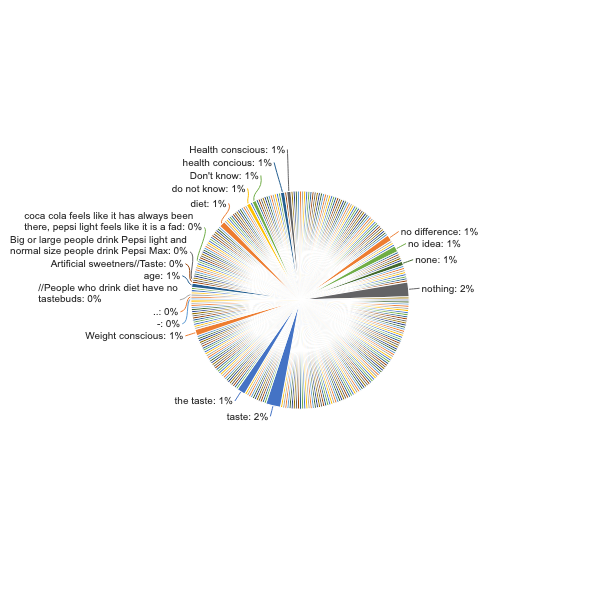 Health conscious: 1%
health concious: 1%
Don't know: 1%
do not know: 1%
diet: 1%
coca cola feels like it has always been
there, pepsi light feels like it is a fad: 0%
Big or large people drink Pepsi light and
normal size people drink Pepsi Max: 0%
Artificial sweetners//Taste: 0%
age: 1%
//People who drink diet have no
tastebuds: 0%
..: 0%
-: 0%
Weight conscious: 1%
the taste: 1%
taste: 2%
no difference: 1%
no idea: 1%
none: 1%
nothing: 2%